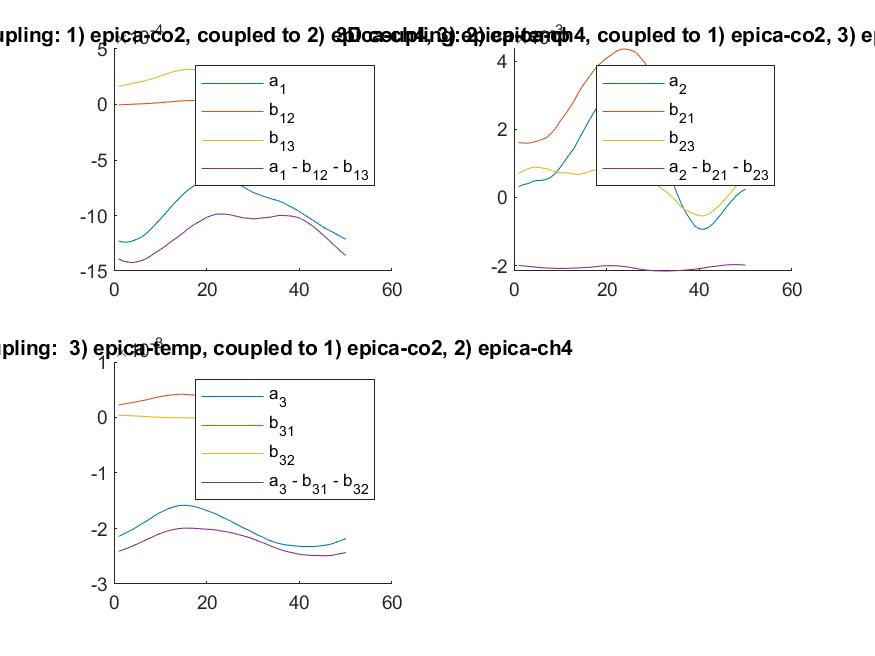 upling: 1) epica-co2, coupled to 2) epica-ch4, 3) epica-temp
3D coupling: 2) epica-ch4, coupled to 1) epica-co2, 3) e
5
0
-5
-10
-15
0 20 40 60
a1
b12
b13
a1 - b12 - b13
4
2
0
-2
0 20 40 60
a2
b21
b23
a2 - b21 - b23
upling: 3) epica-temp, coupled to 1) epica-co2, 2) epica-ch4
1
0
-1
-2
-3
0 20 40 60
a3
b31
b32
a3 - b31 - b32